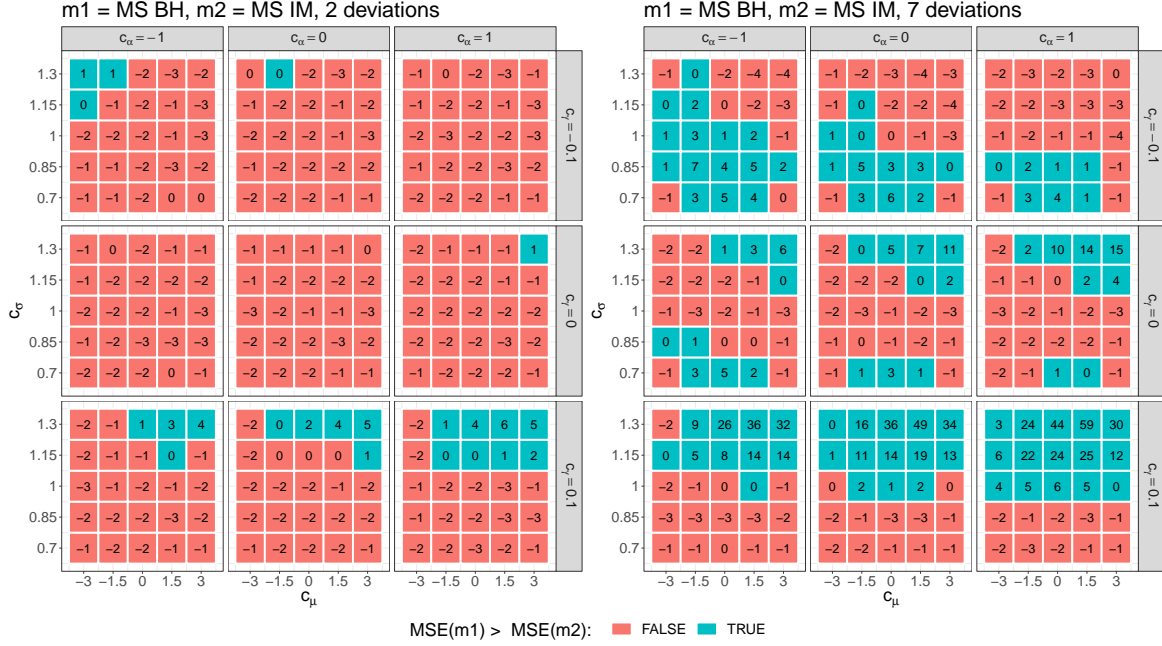 m1 = MS BH, m2 = MS IM, 2 deviations
cα = −1 cα = 0 cα = 1
1.3 1 1 −2 −3 −2 0 0 −2 −3 −2 −1 0 −2 −3 −1
1.15 0 −1 −2 −1 −3 −1 −2 −2 −2 −2 −1 −2 −2 −1 −3
1 −2 −2 −2 −1 −3 −1 −2 −2 −1 −3 −2 −3 −2 −2 −2
0.85 −1 −1 −2 −3 −2 −1 −2 −2 −2 −2 −1 −2 −2 −3 −2
0.7 −1 −1 −2 0 0 −1 −2 −2 −1 −1 −1 −2 −2 −2 −1
cγ = −0.1
1.3 −1 0 −2 −1 −1 −1 −1 −1 −1 0 −1 −1 −2 −1 1
1.15 −1 −2 −2 −2 −1 −1 −2 −2 −2 −1 −1 −2 −2 −2 −1
1 −2 −2 −2 −1 −3 −3 −2 −1 −1 −3 −2 −2 −2 −1 −3
0.85 −2 −1 −3 −3 −3 −2 −2 −2 −3 −2 −1 −2 −2 −3 −2
0.7 −2 −2 −2 0 −1 −2 −2 −2 −1 −1 −2 −2 −2 −2 −1
cγ = 0
1.3 −2 −1 1 3 4 −2 0 2 4 5 −2 1 4 6 5
1.15 −2 −1 −1 0 −1 −2 0 0 0 1 −2 0 0 1 2
1 −3 −1 −2 −1 −2 −2 −2 −2 −1 −2 −2 −1 −2 −1 −2
0.85 −2 −2 −2 −3 −2 −1 −2 −2 −2 −2 −3 −2 −2 −3 −3
0.7 −1 −2 −2 −1 −1 −1 −2 −2 −2 −1 −2 −2 −3 −2 −1
cγ = 0.1
−3 −1.5 0 1.5 3 −3 −1.5 0 1.5 3 −3 −1.5 0 1.5 3
cμ
cσ
m1 = MS BH, m2 = MS IM, 7 deviations
cα = −1 cα = 0 cα = 1
1.3 −1 0 −2 −4 −4 −1 −2 −3 −4 −3 −2 −3 −2 −3 0
1.15 0 2 0 −2 −3 −1 0 −2 −2 −4 −2 −2 −3 −3 −3
1 1 3 1 2 −1 1 0 0 −1 −3 −1 −2 −1 −1 −4
0.85 1 7 4 5 2 1 5 3 3 0 0 2 1 1 −1
0.7 −1 3 5 4 0 −1 3 6 2 −1 −1 3 4 1 −1
cγ = −0.1
1.3 −2 −2 1 3 6 −2 0 5 7 11 −2 2 10 14 15
1.15 −2 −2 −2 −1 0 −2 −2 −2 0 2 −1 −1 0 2 4
1 −1 −3 −2 −1 −2 −2 −3 −1 −2 −3 −1 −2 −1 −1 −2
0.85 0 1 0 0 −1 −1 −1 −1 −1 −2 −2 −1 −1 −1 −1
0.7 −1 3 5 2 −1 −1 1 3 1 −1 −2 −2 1 0 −1
cγ = 0
1.3 −2 9 26 36 32 0 16 36 49 34 3 24 44 59 30
1.15 0 5 8 14 14 1 11 14 19 13 6 22 24 25 12
1 −2 −1 0 0 −1 0 2 1 2 0 4 5 6 5 0
0.85 −3 −3 −3 −3 −2 −2 −1 −3 −3 −1 −2 −1 −2 −3 −1
0.7 −1 −1 0 −1 −1 −1 −2 −1 −1 −1 −2 −3 −2 −1 −1
cγ = 0.1
−3 −1.5 0 1.5 3 −3 −1.5 0 1.5 3 −3 −1.5 0 1.5 3
cμ
MSE(m1) > MSE(m2): FALSE TRUE